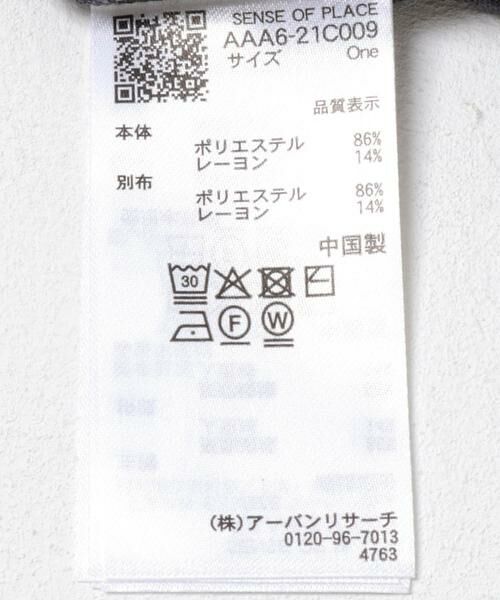 SENSE OF PLACE
AAA6-21C009
サイズ One
品質表示
本体
ポリエステル 86%
レーヨン 14%
別布
ポリエステル 86%
レーヨン 14%
中国製
30
F W
(株)アーバンリサーチ
0120-96-7013
4763